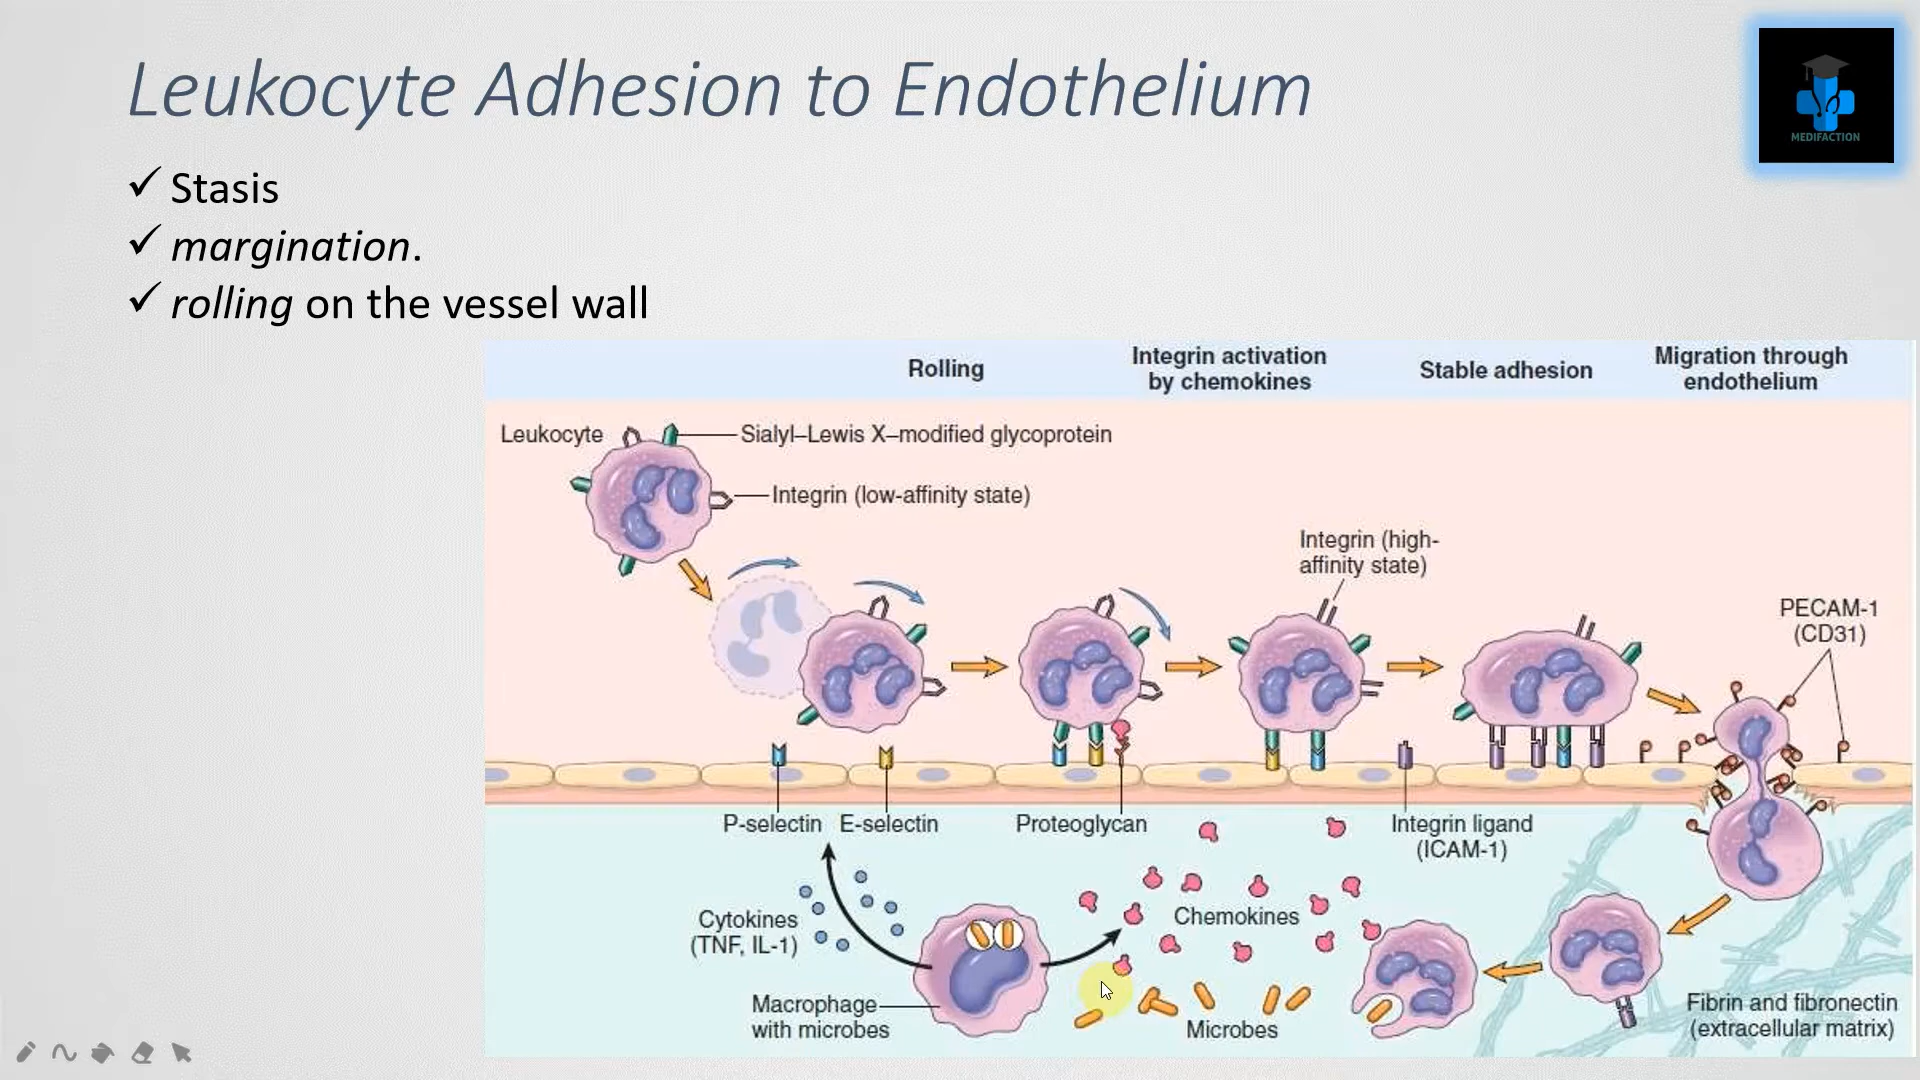 Leukocyte Adhesion to Endothelium
MEDIFACTION
✓ Stasis
✓ margination.
✓ rolling on the vessel wall
Rolling
Integrin activation
by chemokines
Stable adhesion
Migration through
endothelium
Leukocyte
Sialyl–Lewis X–modified glycoprotein
Integrin (low-affinity state)
Integrin (high-
affinity state)
PECAM-1
(CD31)
P-selectin
E-selectin
Proteoglycan
Integrin ligand
(ICAM-1)
Cytokines
(TNF, IL-1)
Chemokines
Macrophage
with microbes
Microbes
Fibrin and fibronectin
(extracellular matrix)